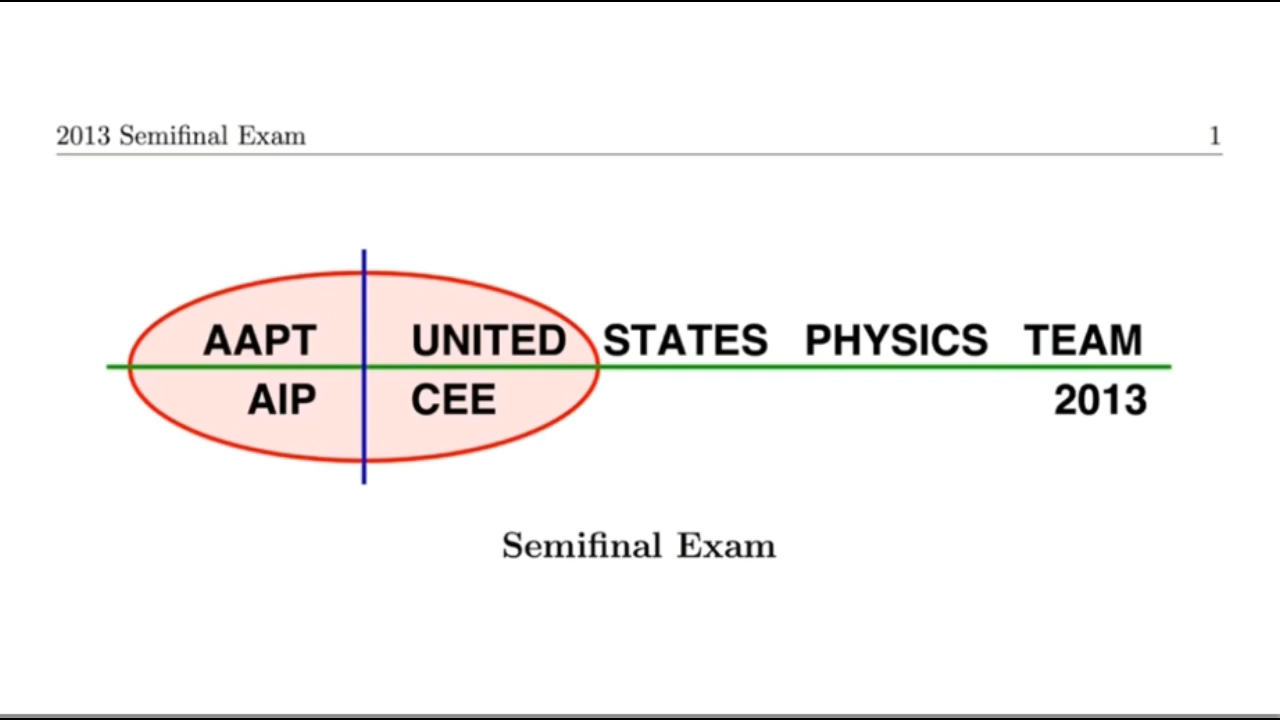 2013 Semifinal Exam 1
AAPT UNITED STATES PHYSICS TEAM
AIP CEE 2013
Semifinal Exam